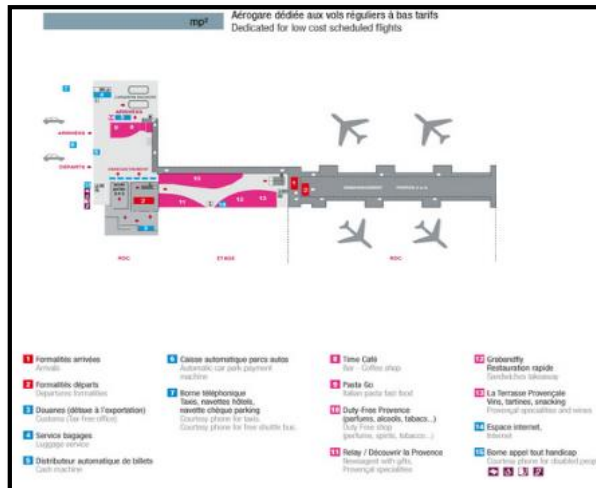 mp²
Aérogare dédiée aux vols réguliers à bas tarifs
Dedicated for low cost scheduled flights
ARRIVÉES
ARRIVÉES
DÉPARTS
RDC
ETAGE
RDC
1 Formalités arrivées
Arrivals
2 Formalités départs
Departures formalities
3 Douanes (détaxe à l'exportation)
Customs (Tax free office)
4 Service bagages
Luggage service
5 Distributeur automatique de billets
Cash machine
6 Caisse automatique parcs autos
Automatic car park payment
machine
7 Borne téléphonique
Taxis, navettes hôtels,
navette chèque parking
Courtesy phone for taxis.
Courtesy phone for free shuttle bus.
8 Time Café
Bar - Coffee shop
9 Pasta Go
Italian pasta fast food
10 Duty-Free Provence
(parfums, alcools, tabacs...)
Duty Free shop
(parfums, spirits, tobacco...)
11 Relay / Découvrir la Provence
Newsagent with gifts,
Provençal specialities
12 Grabandfly
Restauration rapide
Sandwiches takeaway
13 La Terrasse Provençale
Vins, tartines, snacking
Provençal specialities and wines
14 Espace internet,
Internet
15 Borne appel tout handicap
Courtesy phone for disabled people